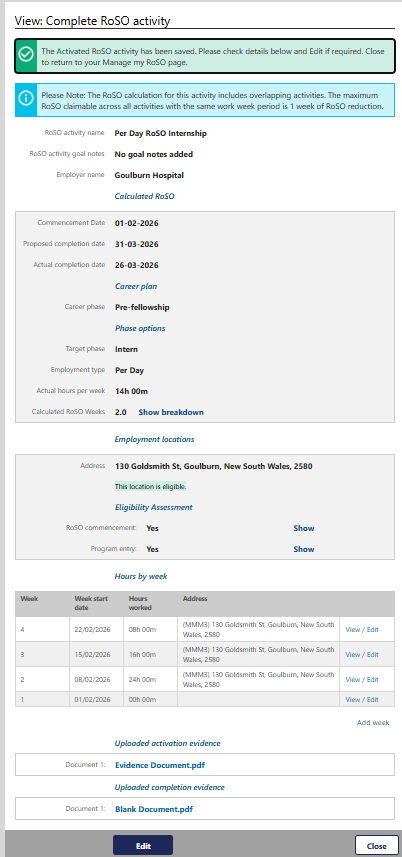 View: Complete RoSO activity
The Activated RoSO activity has been saved. Please check details below and Edit if required. Close
to return to your Manage my RoSO page.
Please Note: The RoSO calculation for this activity includes overlapping activities. The maximum
RoSO claimable across all activities with the same work week period is 1 week of RoSO reduction.
RoSO activity name Per Day RoSO Internship
RoSO activity goal notes No goal notes added
Employer name Goulburn Hospital
Calculated RoSO
Commencement Date 01-02-2026
Proposed completion date 31-03-2026
Actual completion date 26-03-2026
Career plan
Career phase Pre-fellowship
Phase options
Target phase Intern
Employment type Per Day
Actual hours per week 14h 00m
Calculated RoSO Weeks 2.0 Show breakdown
Employment locations
Address 130 Goldsmith St, Goulburn, New South Wales, 2580
This location is eligible.
Eligibility Assessment
RoSO commencement: Yes Show
Program entry: Yes Show
Hours by week
Week Week start Hours Address
date worked
4 22/02/2026 08h 00m (MMM3) 130 Goldsmith St, Goulburn, New South View / Edit
Wales, 2580
3 15/02/2026 16h 00m (MMM3) 130 Goldsmith St, Goulburn, New South View / Edit
Wales, 2580
2 08/02/2026 24h 00m (MMM3) 130 Goldsmith St, Goulburn, New South View / Edit
Wales, 2580
1 01/02/2026 00h 00m View / Edit
Add week
Uploaded activation evidence
Document 1: Evidence Document.pdf
Uploaded completion evidence
Document 1: Blank Document.pdf
Edit Close